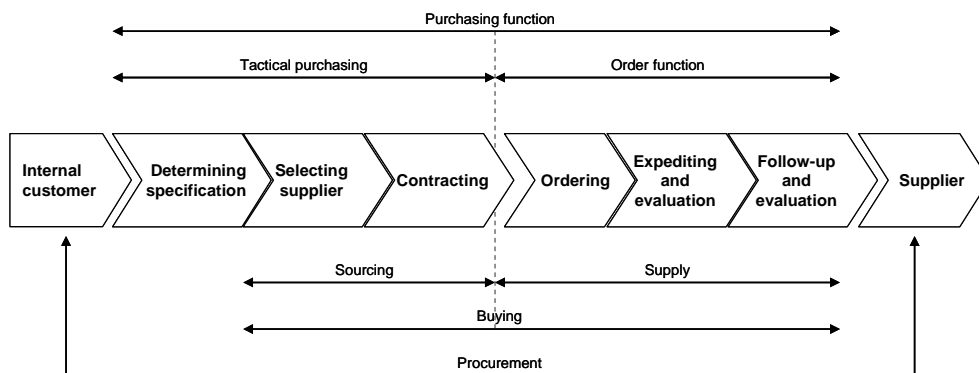 Purchasing function
Tactical purchasing
Order function
Internal
customer
Determining
specification
Selecting
supplier
Contracting
Ordering
Expediting
and
evaluation
Follow-up
and
evaluation
Supplier
Sourcing
Supply
Buying
Procurement